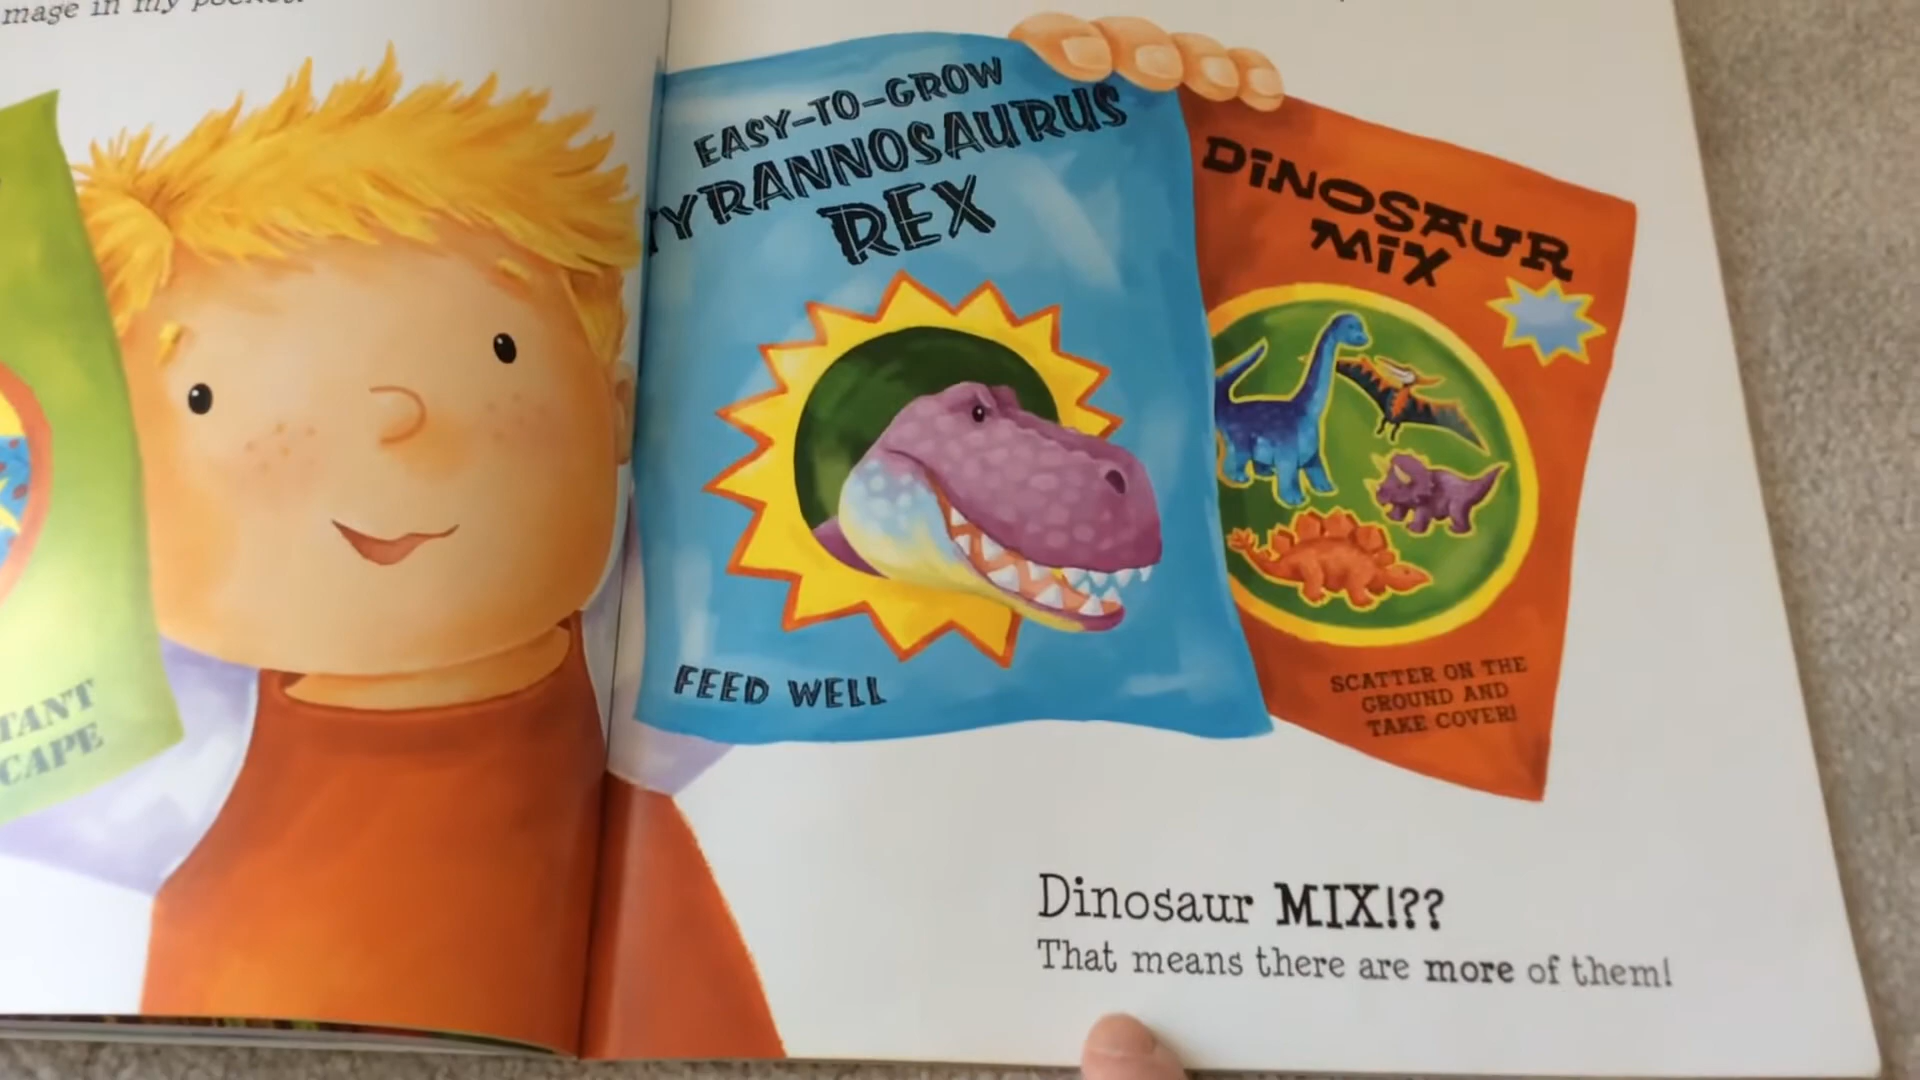 mage in my pocket.
TANT
CAPE
EASY-TO-GROW
TYRANNOSAURUS
REX
FEED WELL
DINOSAUR
MIX
SCATTER ON THE
GROUND AND
TAKE COVER!
Dinosaur MIX!??
That means there are more of them!